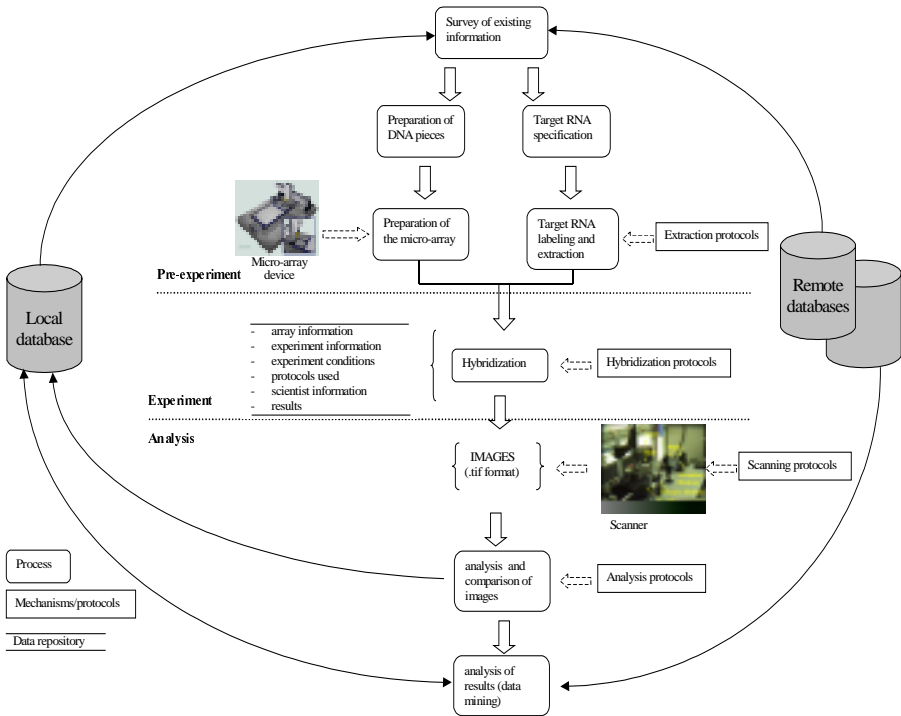 Survey of existing
information
Preparation of
DNA pieces
Target RNA
specification
Preparation of
the micro-array
Target RNA
labeling and
extraction
Extraction protocols
Micro-array
device
Pre-experiment
Local
database
Remote
databases
- array information
- experiment information
- experiment conditions
- protocols used
- scientist information
- results
Hybridization
Hybridization protocols
Experiment
Analysis
IMAGES
(.tif format)
Scanning protocols
Scanner
Process
Mechanisms/protocols
Data repository
analysis and
comparison of
images
Analysis protocols
analysis of
results (data
mining)